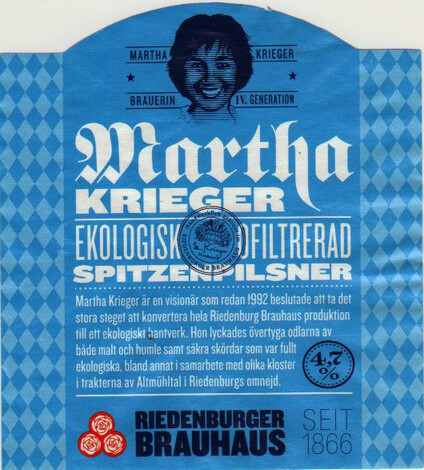 MARTHA KRIEGER
BRAUERIN IV. GENERATION
Martha
KRIEGER
EKOLOGISK OFILTRERAD
SPITZENPILSNER
Martha Krieger är en visionär som redan 1992 beslutade att ta det
stora steget att konvertera hela Riedenburg Brauhaus produktion
till ett ekologiskt hantverk. Hon lyckades övertyga odlarna av
både malt och humle samt säkra skördar som var fullt
ekologiska, bland annat i samarbete med olika kloster
i trakterna av Altmühltal i Riedenburgs omnejd.
4,7
%
RIEDENBURGER
BRAUHAUS
SEIT
1866